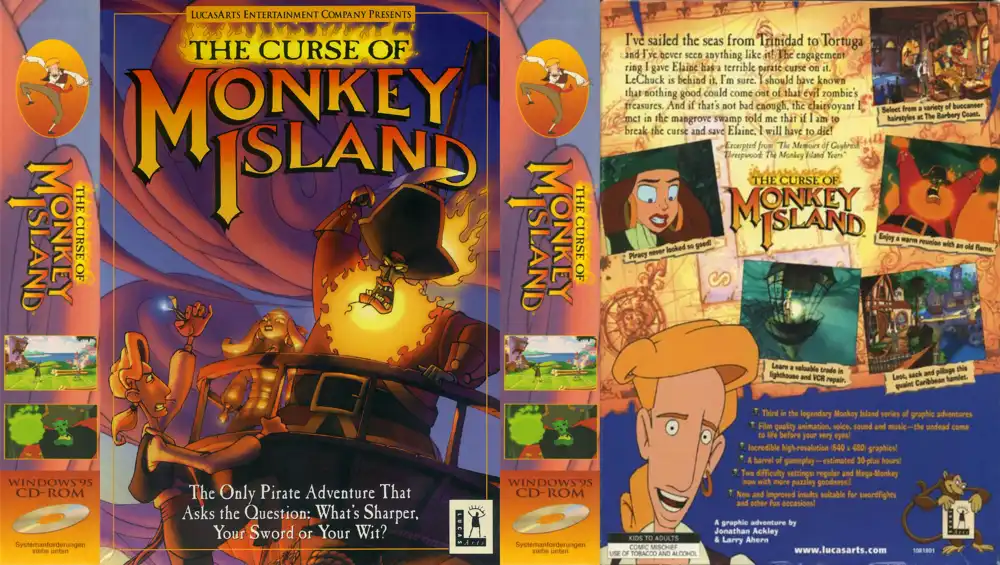 THE CURSE OF
MONKEY
ISLAND
WINDOWS'95
CD-ROM
Systemanforderungen
siehe unten
LUCASARTS ENTERTAINMENT COMPANY PRESENTS
THE CURSE OF
MONKEY
ISLAND
The Only Pirate Adventure That
Asks the Question: What's Sharper,
Your Sword or Your Wit?
LUCAS
Arts
THE CURSE OF
MONKEY
ISLAND
WINDOWS'95
CD-ROM
Systemanforderungen
siehe unten
I've sailed the seas from Trinidad to Tortuga
and I've never seen anything like it! The engagement
ring I gave Elaine has a terrible pirate curse on it.
LeChuck is behind it, I'm sure. I should have known
that nothing good could come out of that evil zombie's
treasures. And if that's not bad enough, the clairvoyant I
met in the mangrove swamp told me that if I am to
break the curse and save Elaine, I will have to die!
Excerpted from "The Memoirs of Guybrush
Threepwood: The Monkey Island Years"
Select from a variety of buccaneer
hairstyles at The Barbery Coast.
THE CURSE OF
MONKEY
ISLAND
Piracy never looked so good!
Enjoy a warm reunion with an old flame.
Learn a valuable trade in
lighthouse and VCR repair.
Loot, sack and pillage this
quaint Caribbean hamlet.
Third in the legendary Monkey Island series of graphic adventures
Film quality animation, voice, sound and music—the undead come
to life before your very eyes!
Incredible high-resolution (640 x 480) graphics!
A barrel of gameplay—estimated 30-plus hours!
Two difficulty settings: regular and Mega-Monkey
now with more puzzley goodness!
New and improved insults suitable for swordfights
and other fun occasions!
A graphic adventure by
Jonathan Ackley
& Larry Ahern
KIDS TO ADULTS
COMIC MISCHIEF
USE OF TOBACCO AND ALCOHOL
www.lucasarts.com
1081801